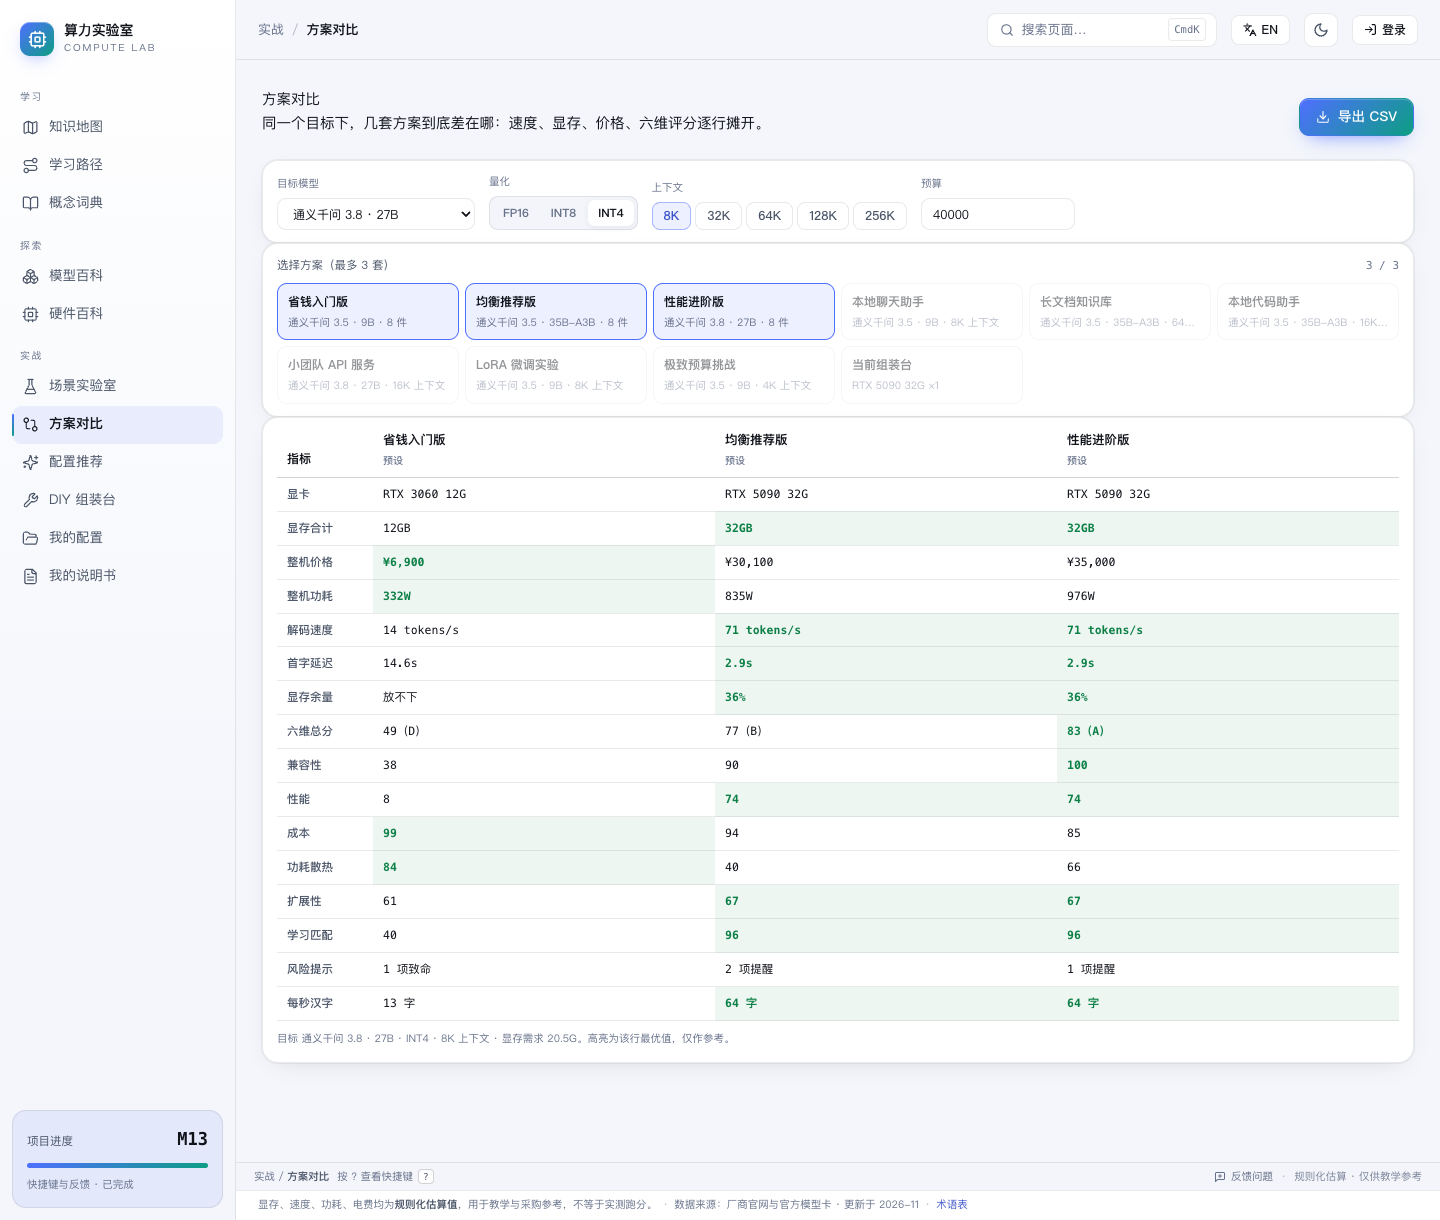 算力实验室
COMPUTE LAB
学习
知识地图
学习路径
概念词典
探索
模型百科
硬件百科
实战
场景实验室
方案对比
配置推荐
DIY 组装台
我的配置
我的说明书
项目进度 M13
快捷键与反馈 · 已完成
实战 / 方案对比
搜索页面… CmdK
EN
登录
方案对比
同一个目标下，几套方案到底差在哪：速度、显存、价格、六维评分逐行摊开。
导出 CSV
目标模型 量化 上下文 预算
通义千问 3.8 · 27B FP16 INT8 INT4 8K 32K 64K 128K 256K 40000
选择方案（最多 3 套） 3 / 3
省钱入门版
通义千问 3.5 · 9B · 8 件
均衡推荐版
通义千问 3.5 · 35B-A3B · 8 件
性能进阶版
通义千问 3.8 · 27B · 8 件
本地聊天助手
通义千问 3.5 · 9B · 8K 上下文
长文档知识库
通义千问 3.5 · 35B-A3B · 64…
本地代码助手
通义千问 3.5 · 35B-A3B · 16K…
小团队 API 服务
通义千问 3.8 · 27B · 16K 上下文
LoRA 微调实验
通义千问 3.5 · 9B · 8K 上下文
极致预算挑战
通义千问 3.5 · 9B · 4K 上下文
当前组装台
RTX 5090 32G ×1
指标 省钱入门版 均衡推荐版 性能进阶版
预设 预设 预设
显卡 RTX 3060 12G RTX 5090 32G RTX 5090 32G
显存合计 12GB 32GB 32GB
整机价格 ¥6,900 ¥30,100 ¥35,000
整机功耗 332W 835W 976W
解码速度 14 tokens/s 71 tokens/s 71 tokens/s
首字延迟 14.6s 2.9s 2.9s
显存余量 放不下 36% 36%
六维总分 49（D） 77（B） 83（A）
兼容性 38 90 100
性能 8 74 74
成本 99 94 85
功耗散热 84 40 66
扩展性 61 67 67
学习匹配 40 96 96
风险提示 1 项致命 2 项提醒 1 项提醒
每秒汉字 13 字 64 字 64 字
目标 通义千问 3.8 · 27B · INT4 · 8K 上下文 · 显存需求 20.5G。高亮为该行最优值，仅作参考。
实战 / 方案对比 按 ? 查看快捷键 ?
反馈问题 · 规则化估算 · 仅供教学参考
显存、速度、功耗、电费均为规则化估算值，用于教学与采购参考，不等于实测跑分。 · 数据来源：厂商官网与官方模型卡 · 更新于 2026-11 · 术语表